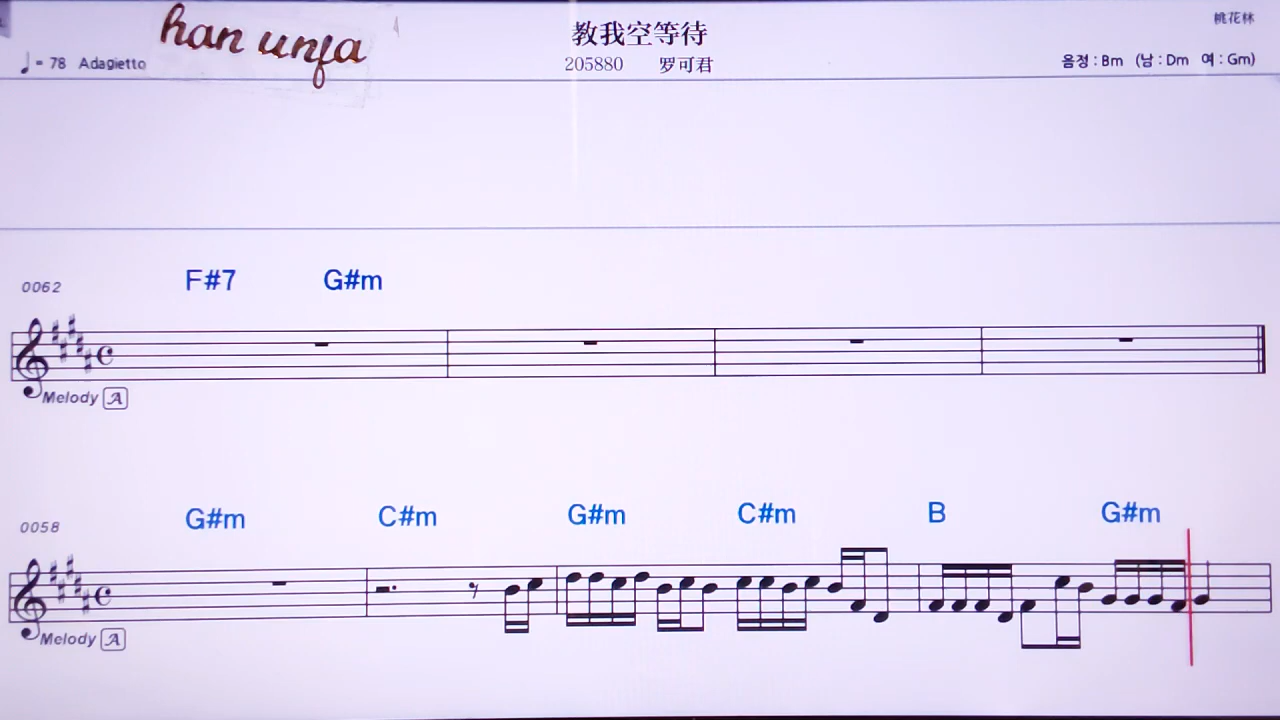 han unfa
教我空等待
桃花林
♩ = 78 Adagietto
205880 罗可君
음정 : Bm (남 : Dm 여 : Gm)
0062 F#7 G#m
Melody A
0058 G#m C#m G#m C#m B G#m
Melody A